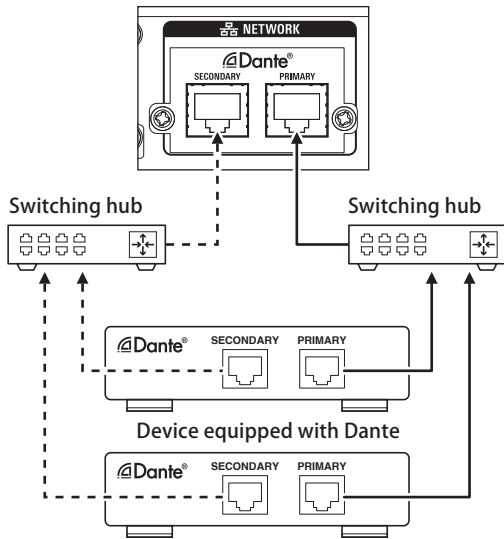 NETWORK
Dante®
SECONDARY PRIMARY
Switching hub Switching hub
Dante® SECONDARY PRIMARY
Device equipped with Dante
Dante® SECONDARY PRIMARY